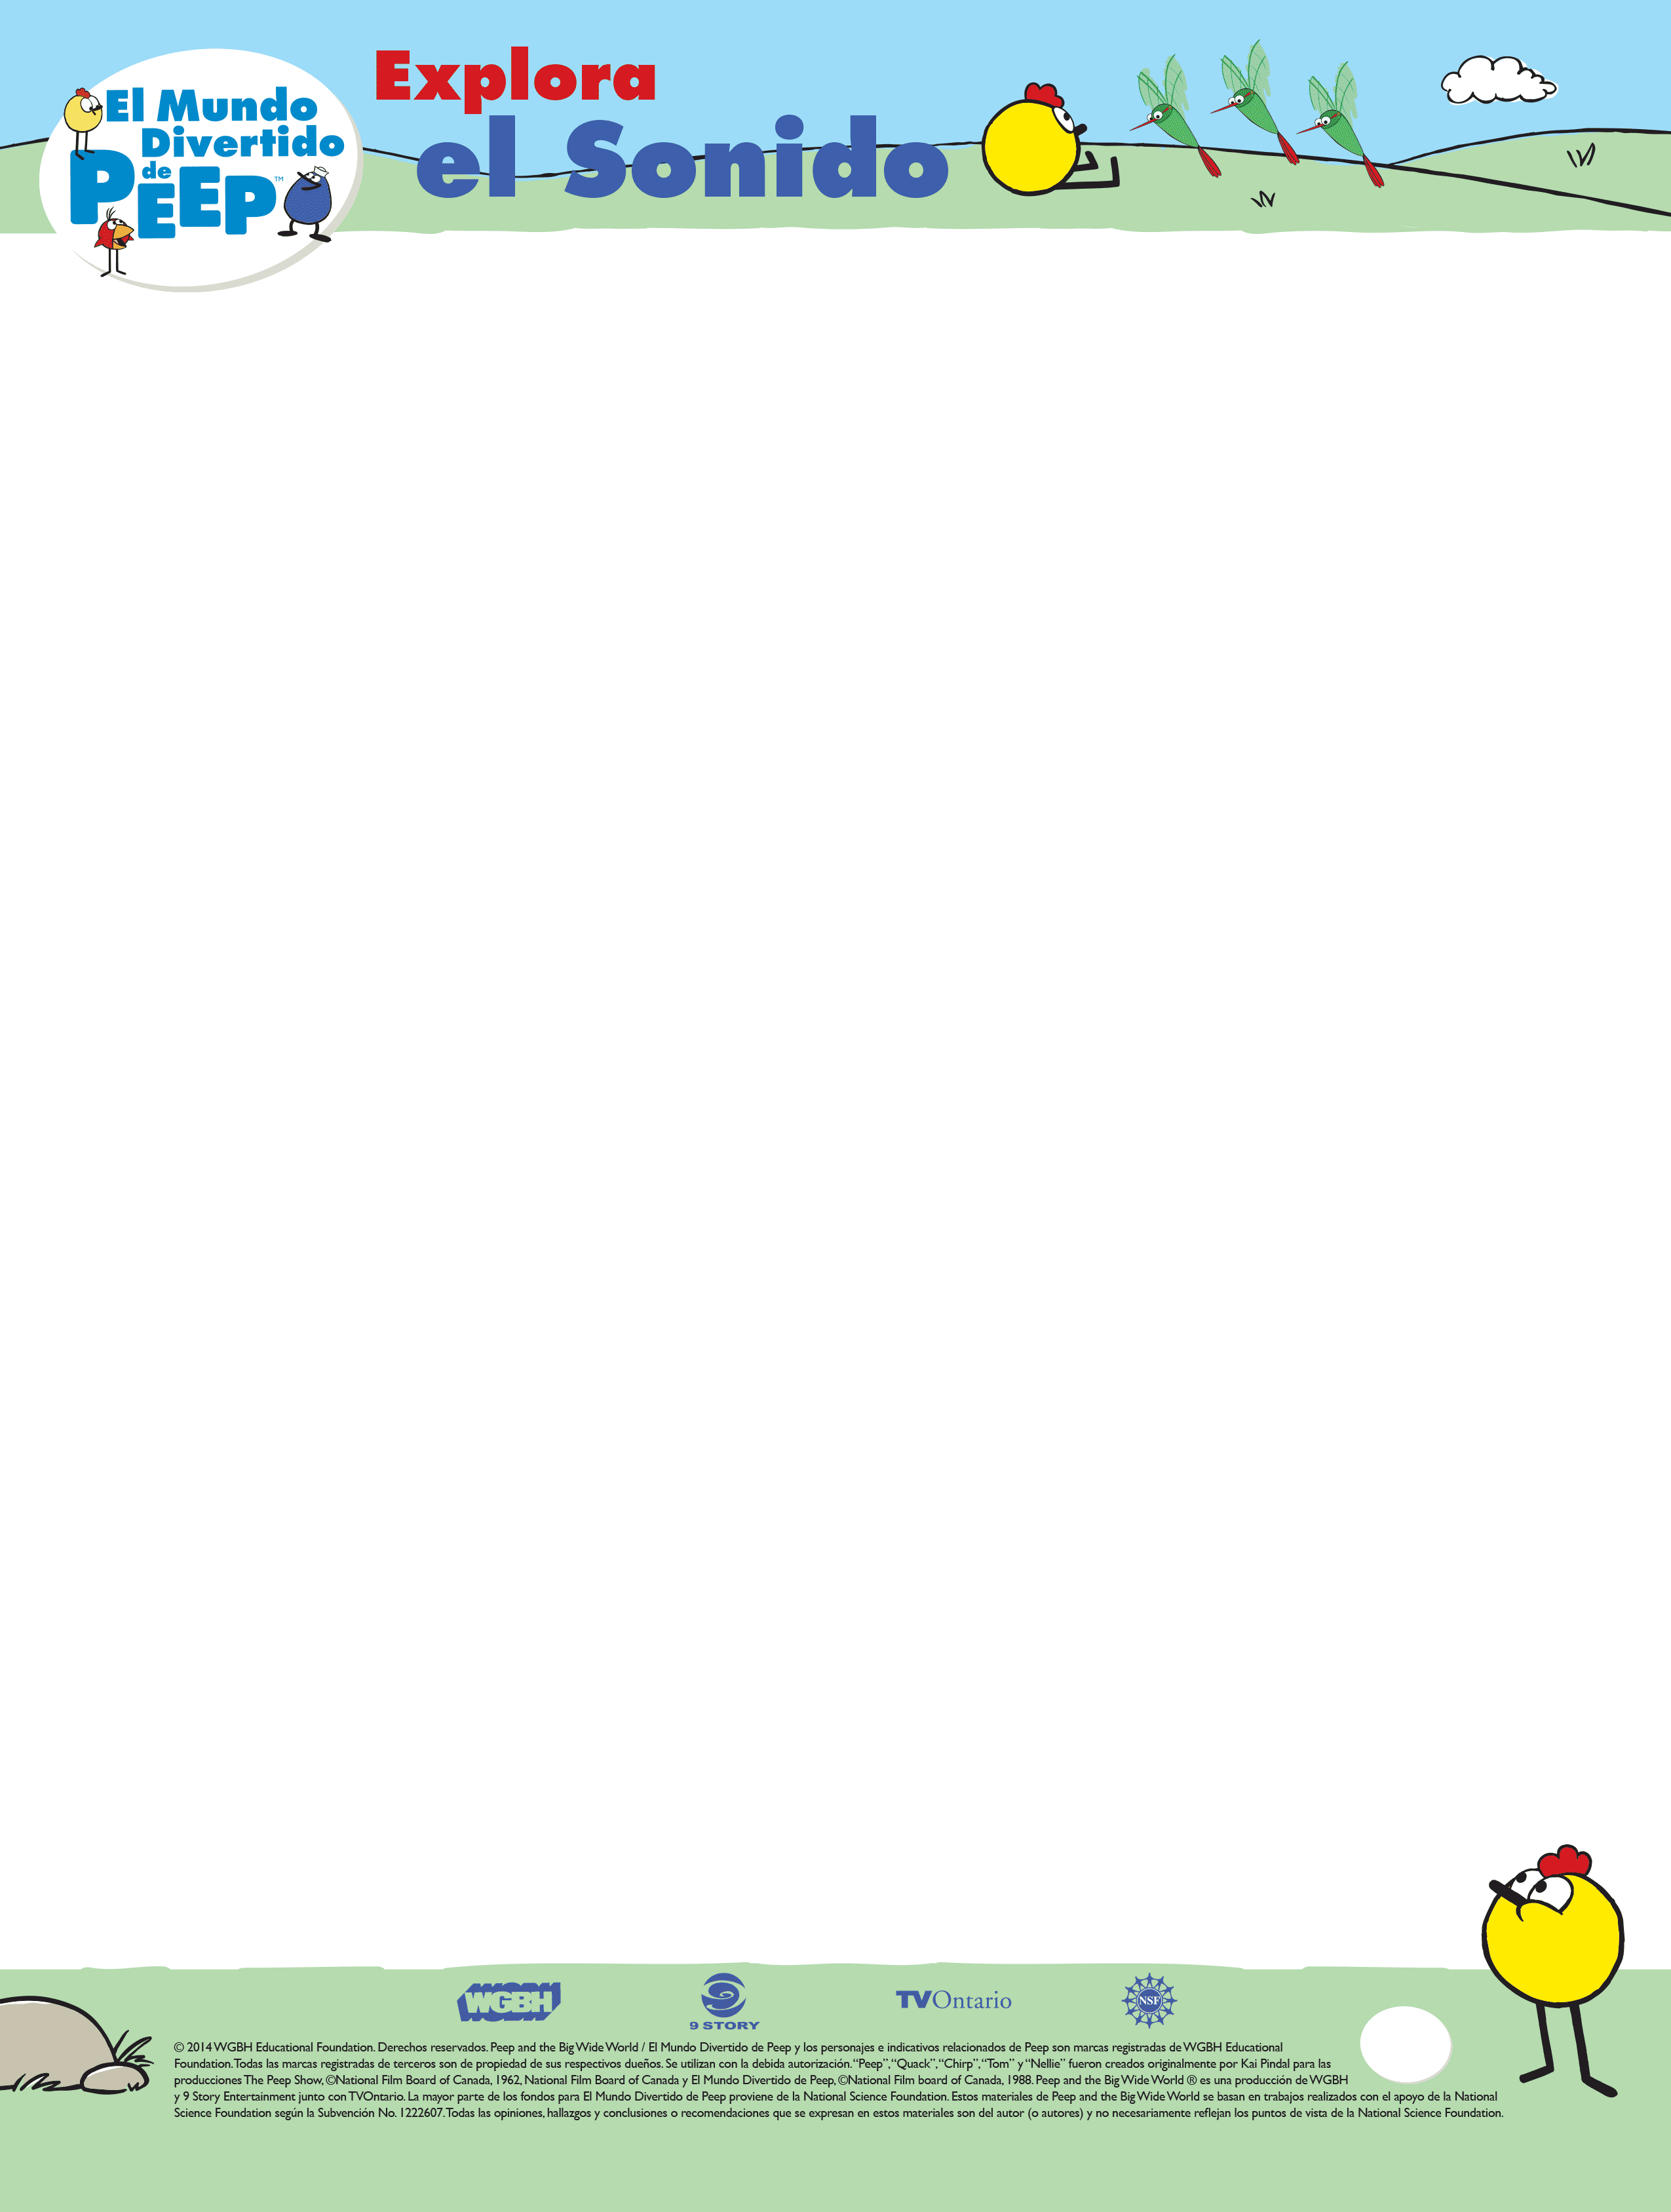 El Mundo
Divertido
de
PEEP™
Explora
el Sonido
WGBH
9 STORY
TVOntario
NSF
© 2014 WGBH Educational Foundation. Derechos reservados. Peep and the Big Wide World / El Mundo Divertido de Peep y los personajes e indicativos relacionados de Peep son marcas registradas de WGBH Educational
Foundation. Todas las marcas registradas de terceros son de propiedad de sus respectivos dueños. Se utilizan con la debida autorización. “Peep”, “Quack”, “Chirp”, “Tom” y “Nellie” fueron creados originalmente por Kai Pindal para las
producciones The Peep Show, ©National Film Board of Canada, 1962, National Film Board of Canada y El Mundo Divertido de Peep, ©National Film board of Canada, 1988. Peep and the Big Wide World ® es una producción de WGBH
y 9 Story Entertainment junto con TVOntario. La mayor parte de los fondos para El Mundo Divertido de Peep proviene de la National Science Foundation. Estos materiales de Peep and the Big Wide World se basan en trabajos realizados con el apoyo de la National
Science Foundation según la Subvención No. 1222607. Todas las opiniones, hallazgos y conclusiones o recomendaciones que se expresan en estos materiales son del autor (o autores) y no necesariamente reflejan los puntos de vista de la National Science Foundation.